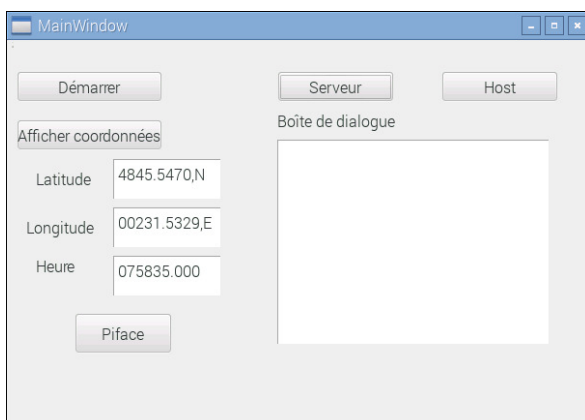 MainWindow
Démarrer
Serveur
Host
Afficher coordonnées
Boîte de dialogue
Latitude
4845.5470,N
Longitude
00231.5329,E
Heure
075835.000
Piface